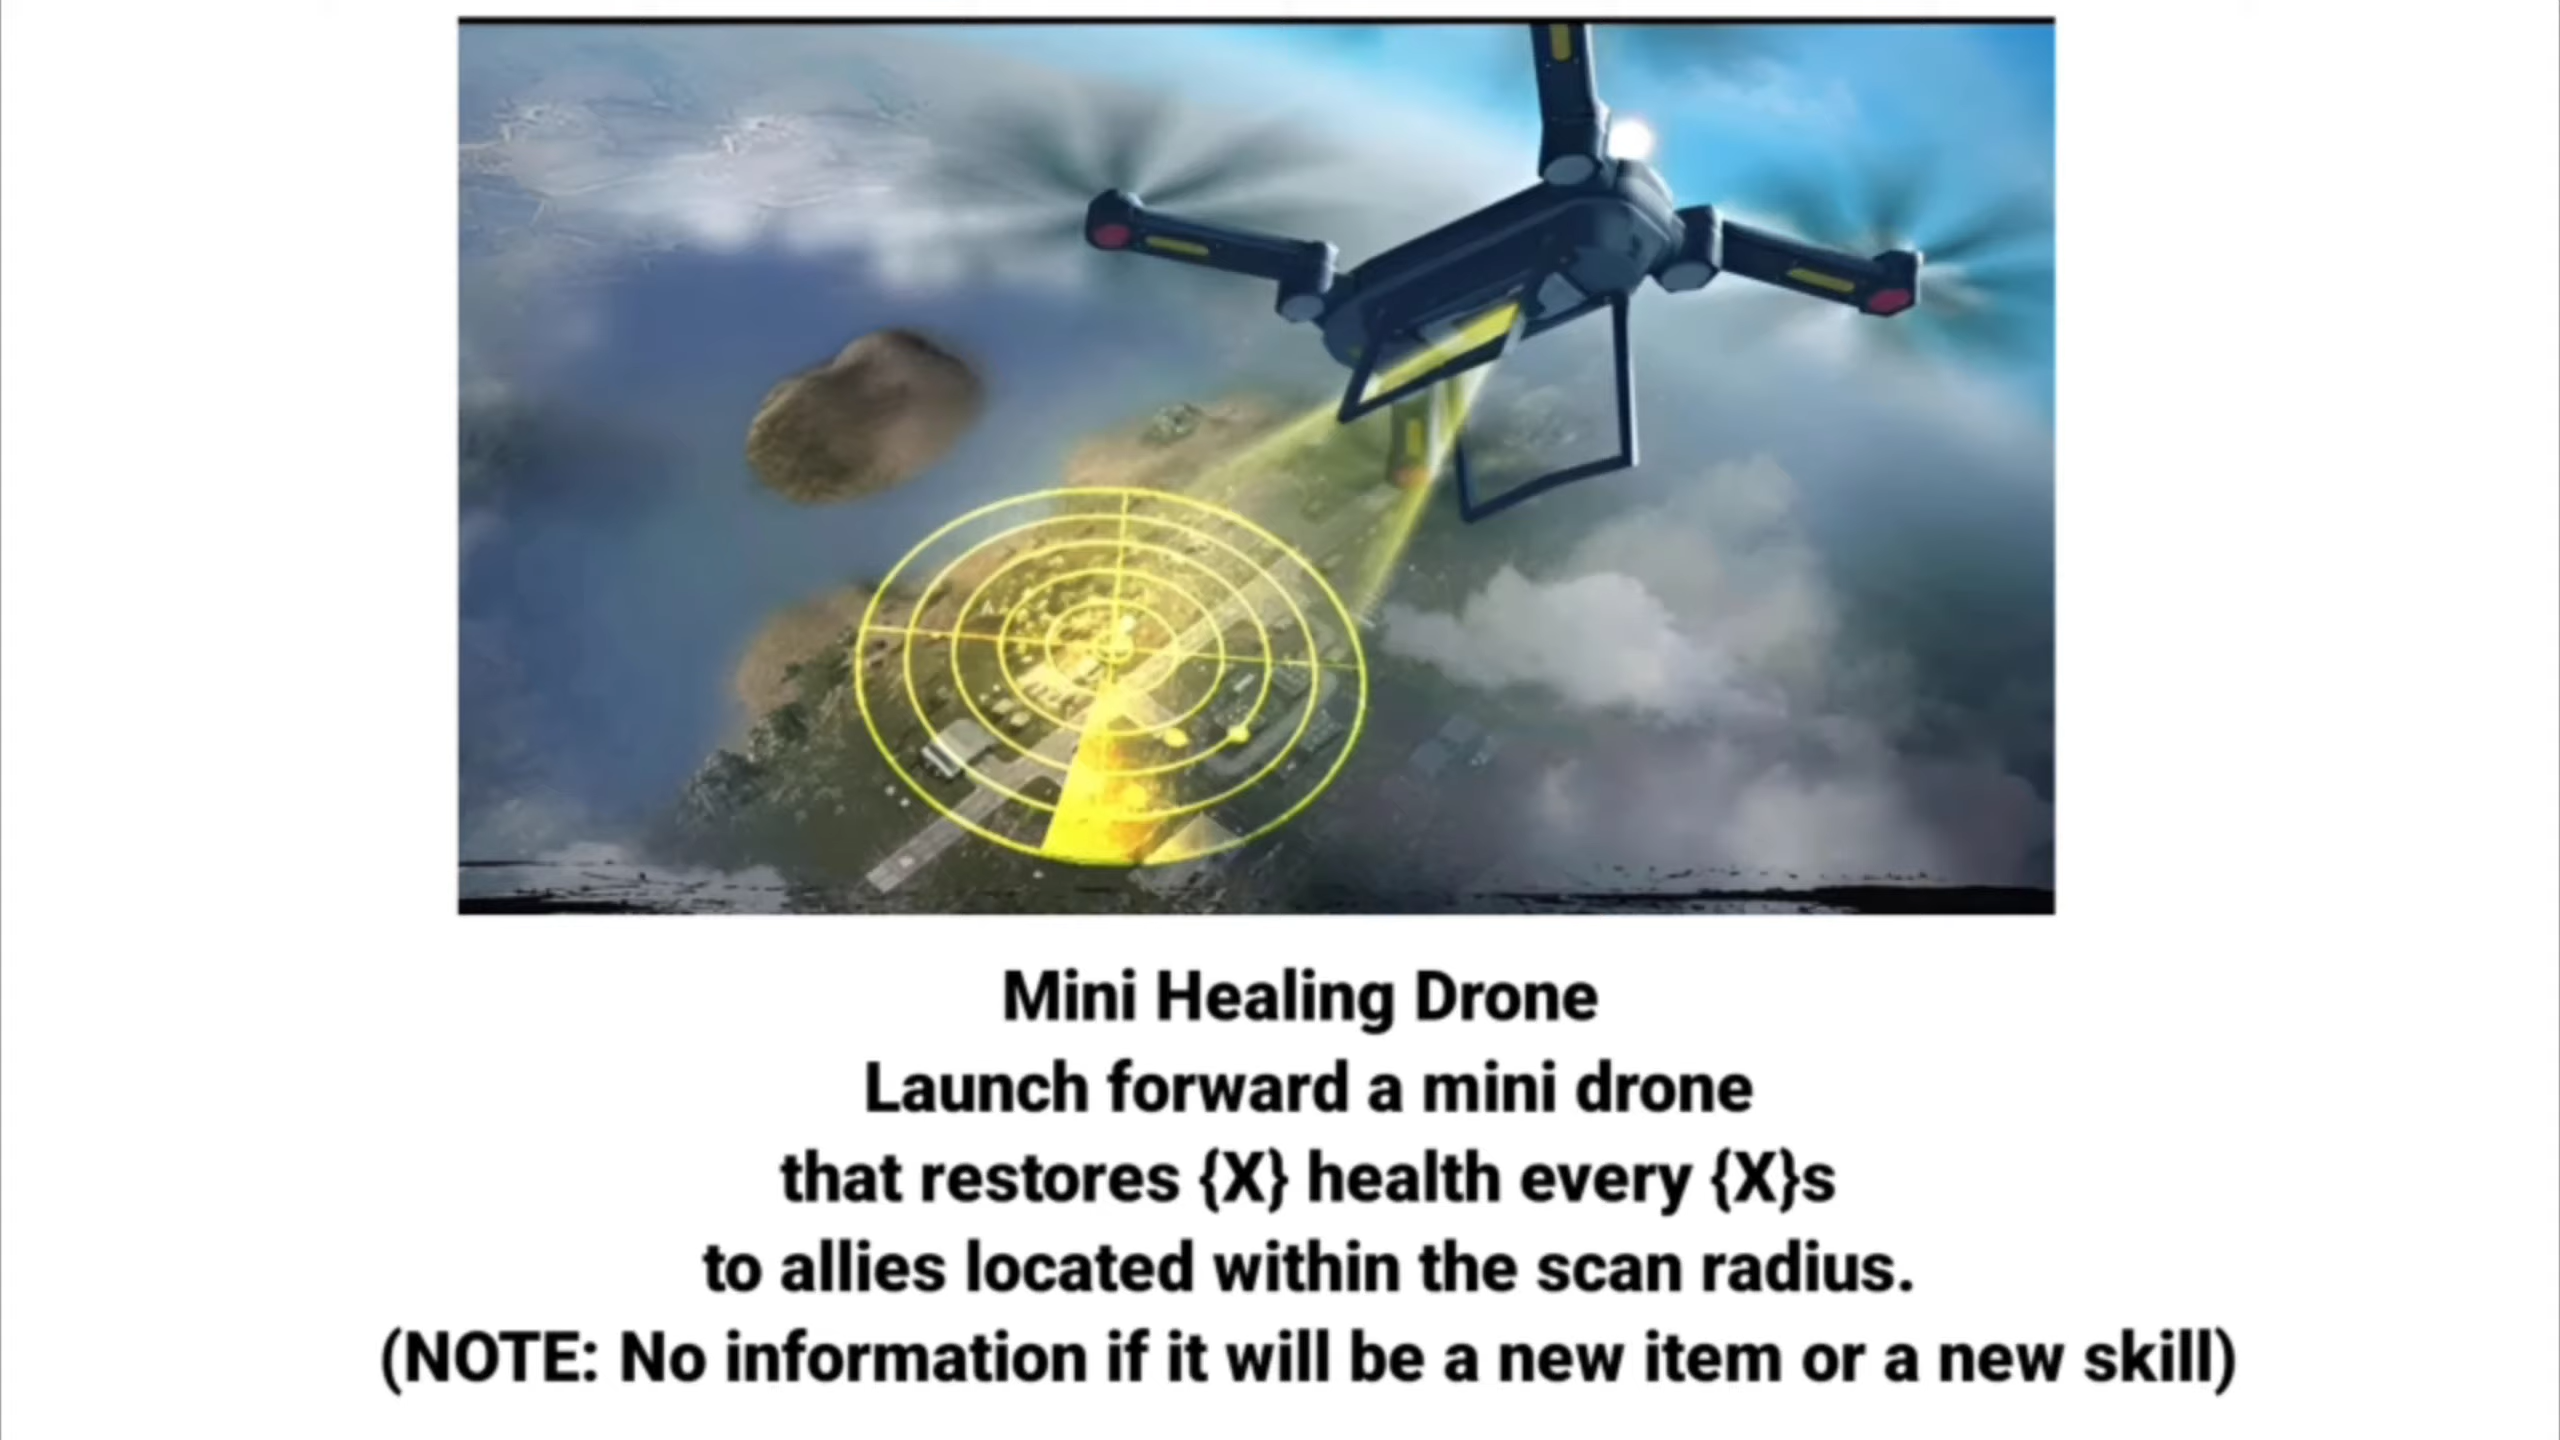 Mini Healing Drone
Launch forward a mini drone
that restores {X} health every {X}s
to allies located within the scan radius.
(NOTE: No information if it will be a new item or a new skill)